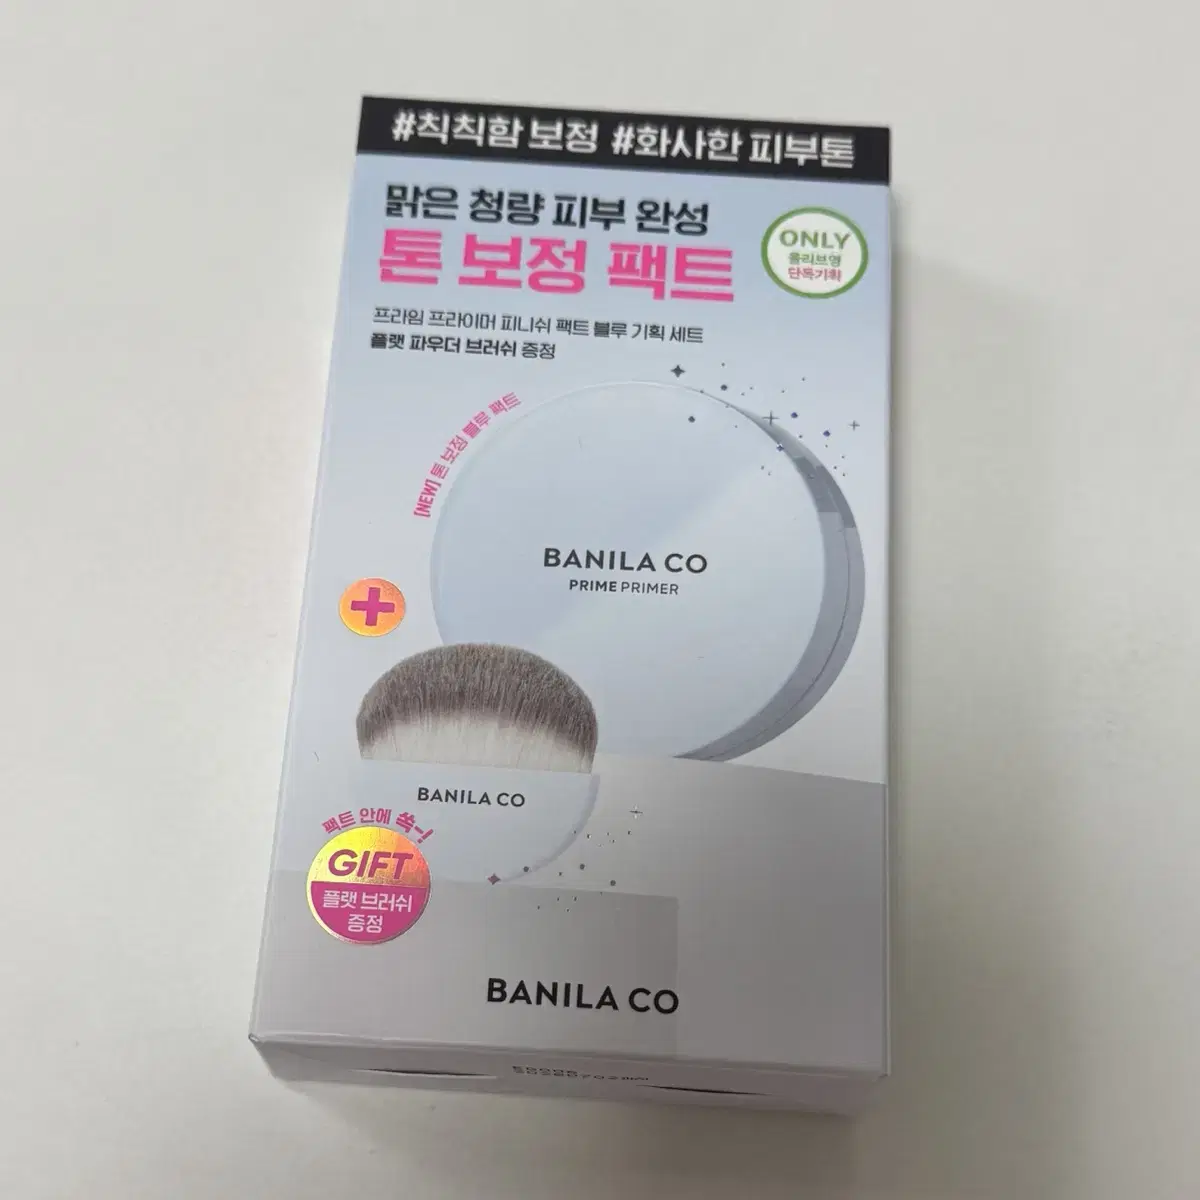 #칙칙함 보정 #화사한 피부톤
맑은 청량 피부 완성
톤 보정 팩트
ONLY
올리브영
단독기획
프라임 프라이머 피니쉬 팩트 블루 기획 세트
플랫 파우더 브러쉬 증정
[NEW] 톤 보정 블루 팩트
BANILA CO
PRIME PRIMER
+
BANILA CO
팩트 안에 쏙~!
GIFT
플랫 브러쉬
증정
BANILA CO